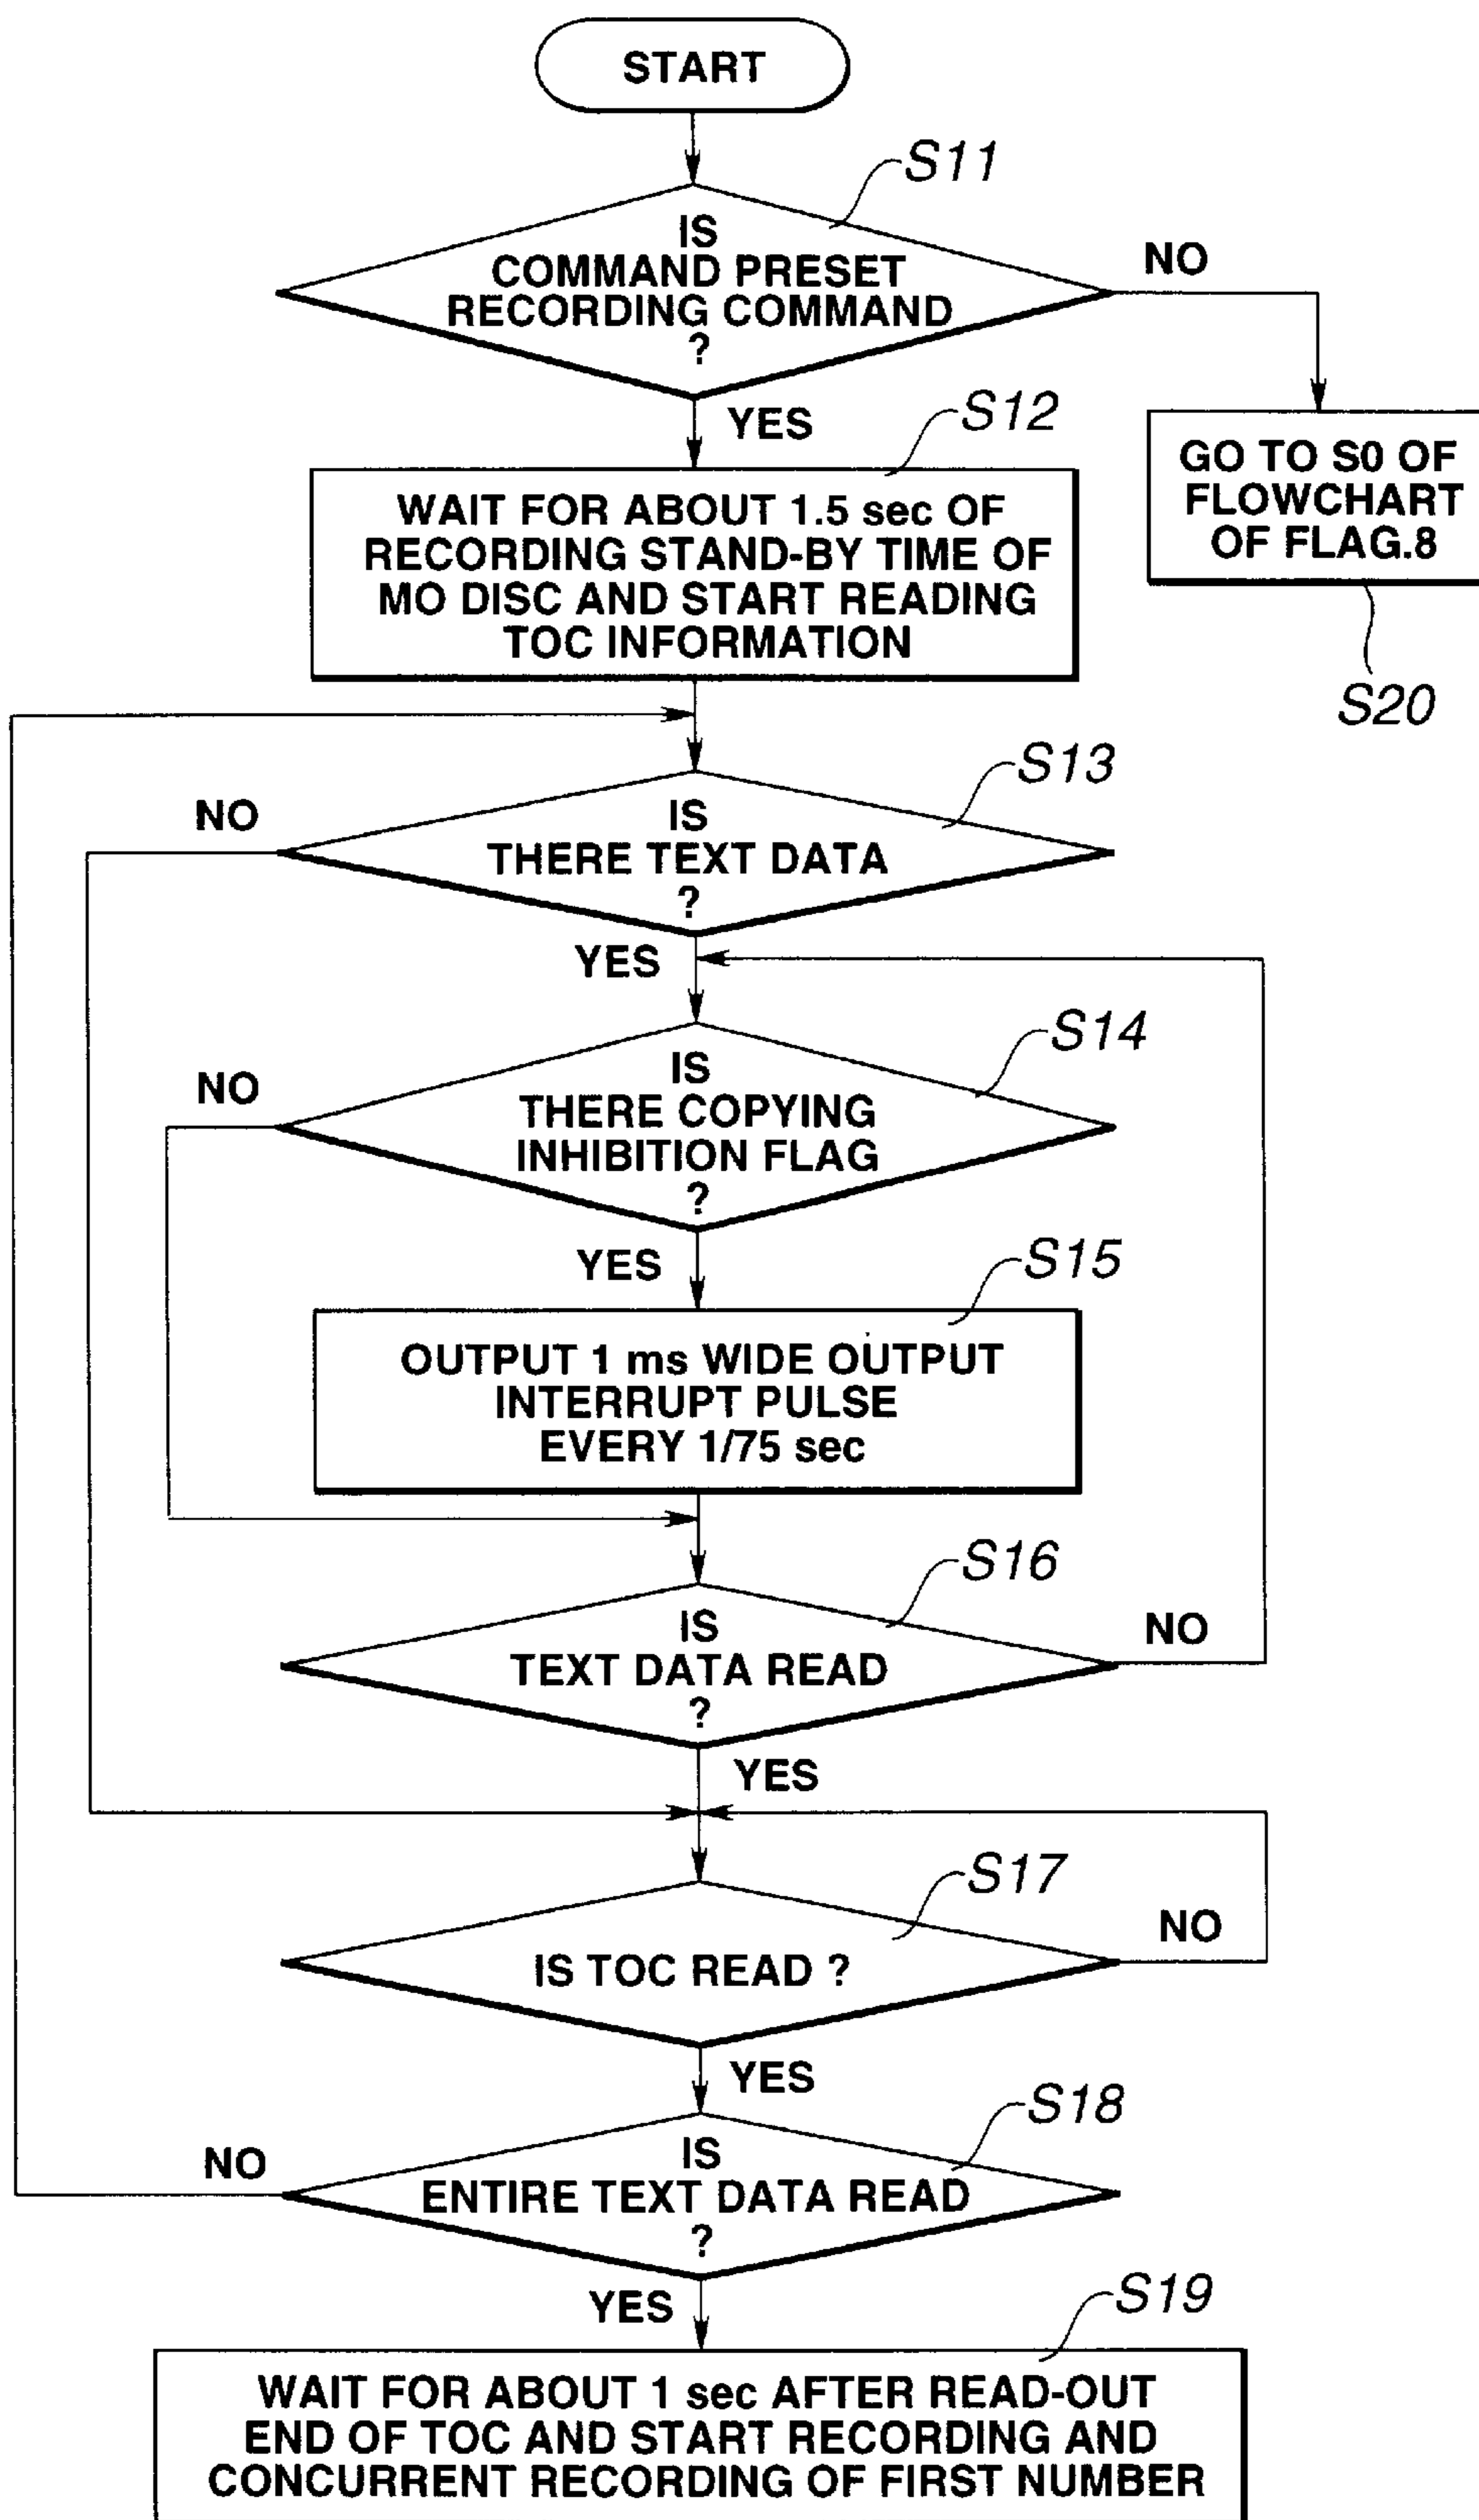 START
S11
IS
COMMAND PRESET
RECORDING COMMAND
?
NO
YES
S12
GO TO S0 OF
FLOWCHART
OF FLAG.8
S20
WAIT FOR ABOUT 1.5 sec OF
RECORDING STAND-BY TIME OF
MO DISC AND START READING
TOC INFORMATION
S13
NO
IS
THERE TEXT DATA
?
YES
S14
NO
IS
THERE COPYING
INHIBITION FLAG
?
YES
S15
OUTPUT 1 ms WIDE OUTPUT
INTERRUPT PULSE
EVERY 1/75 sec
S16
IS
TEXT DATA READ
?
NO
YES
S17
NO
IS TOC READ ?
YES
S18
NO
IS
ENTIRE TEXT DATA READ
?
YES
S19
WAIT FOR ABOUT 1 sec AFTER READ-OUT
END OF TOC AND START RECORDING AND
CONCURRENT RECORDING OF FIRST NUMBER